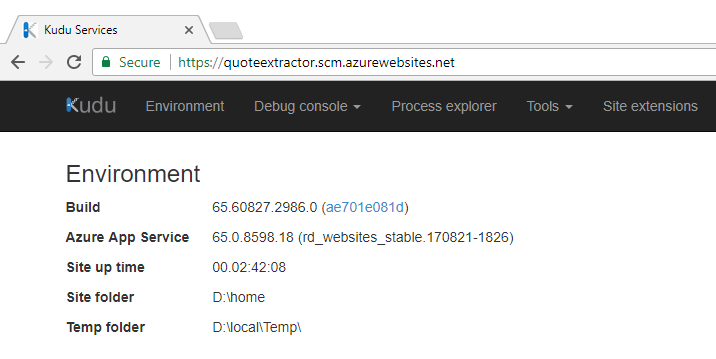 Kudu Services
Secure https://quoteextractor.scm.azurewebsites.net
Kudu Environment Debug console Process explorer Tools Site extensions
Environment
Build 65.60827.2986.0 (ae701e081d)
Azure App Service 65.0.8598.18 (rd_websites_stable.170821-1826)
Site up time 00.02:42:08
Site folder D:\home
Temp folder D:\local\Temp\